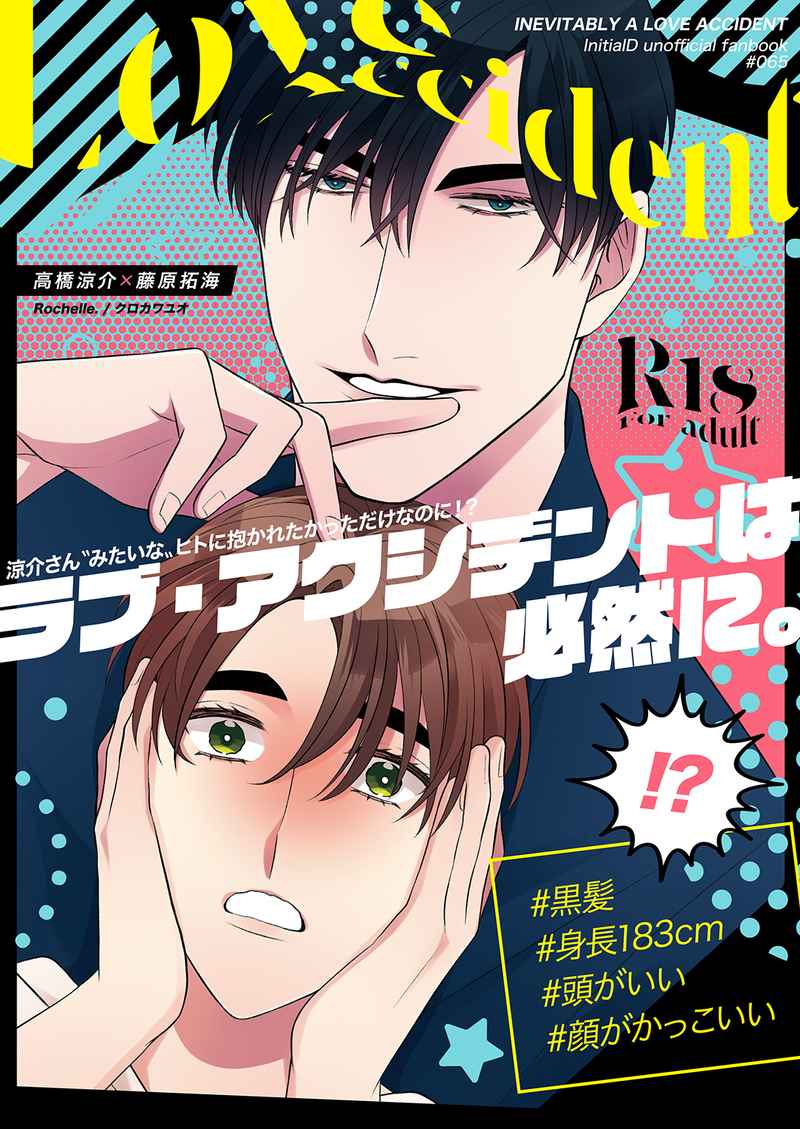 Love Accident
INEVITABLY A LOVE ACCIDENT
InitialD unofficial fanbook
#065
高橋涼介×藤原拓海
Rochelle. / クロカワユオ
R18
For adult
涼介さん〝みたいな〟ヒトに抱かれたかっただけなのに!?
ラブ・アクシデントは
必然に。
!?
#黒髪
#身長183cm
#頭がいい
#顔がかっこいい